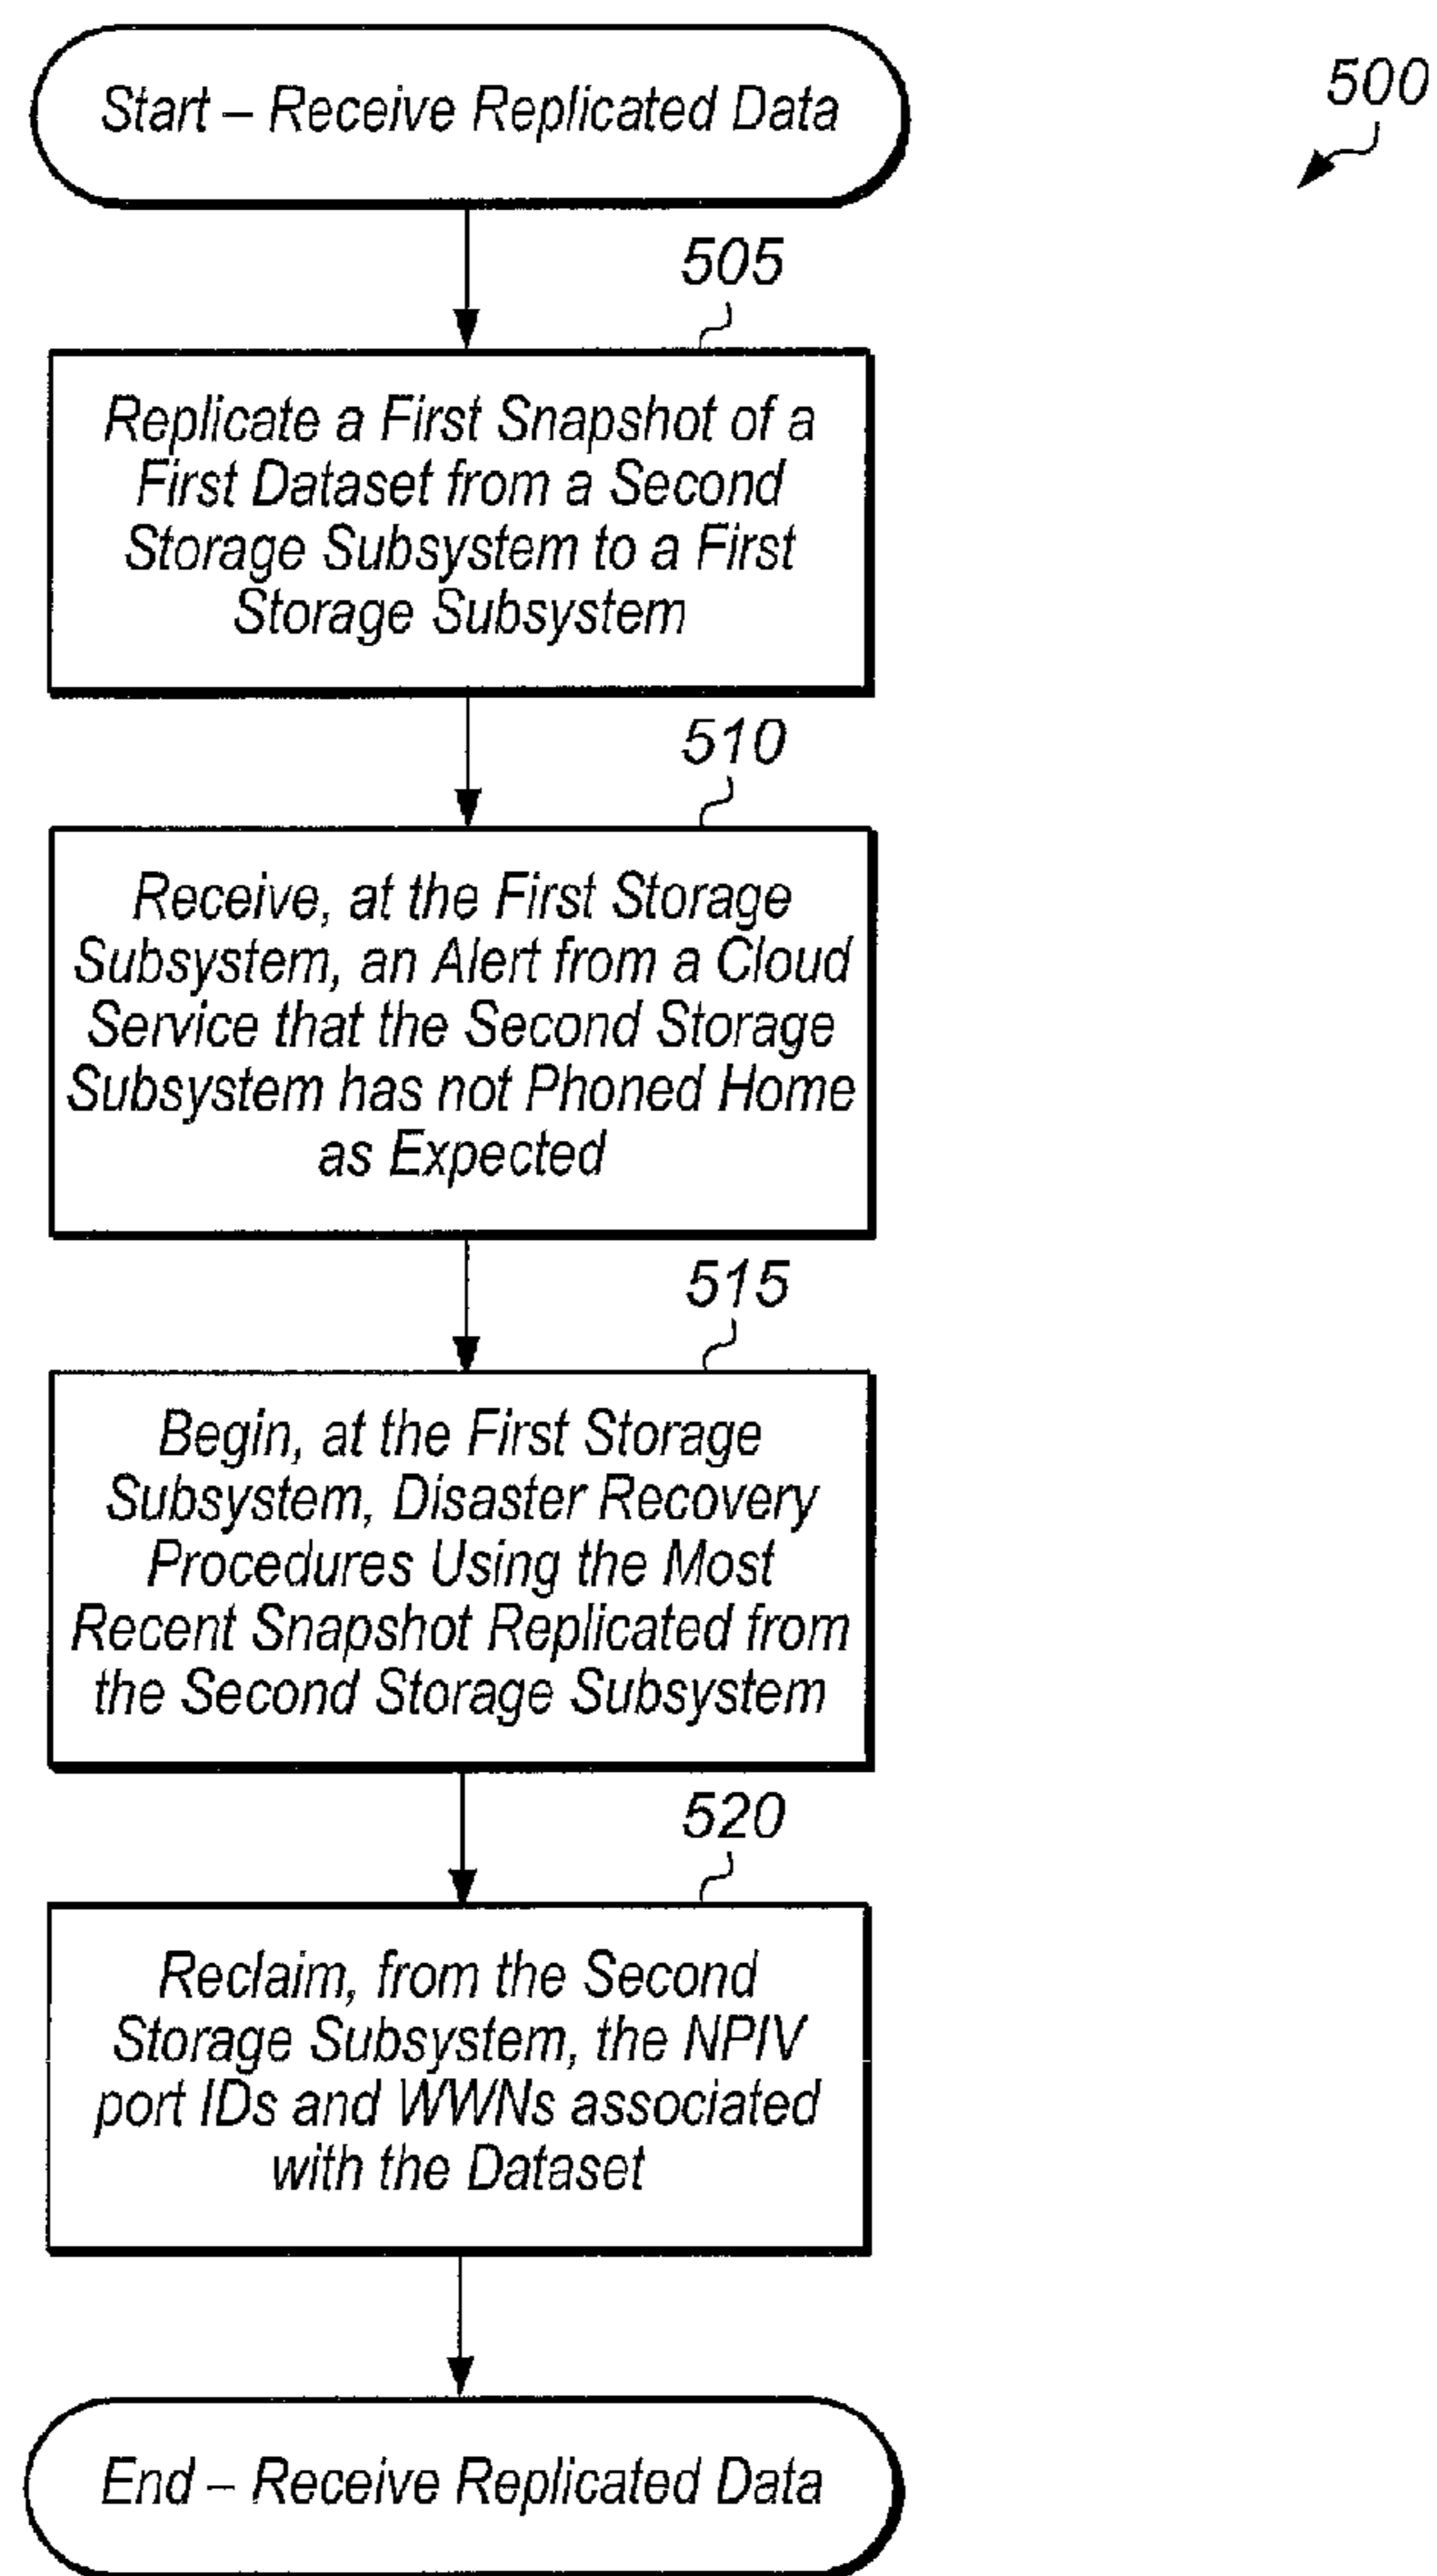 Start – Receive Replicated Data
500
505
Replicate a First Snapshot of a
First Dataset from a Second
Storage Subsystem to a First
Storage Subsystem
510
Receive, at the First Storage
Subsystem, an Alert from a Cloud
Service that the Second Storage
Subsystem has not Phoned Home
as Expected
515
Begin, at the First Storage
Subsystem, Disaster Recovery
Procedures Using the Most
Recent Snapshot Replicated from
the Second Storage Subsystem
520
Reclaim, from the Second
Storage Subsystem, the NPIV
port IDs and WWNs associated
with the Dataset
End – Receive Replicated Data